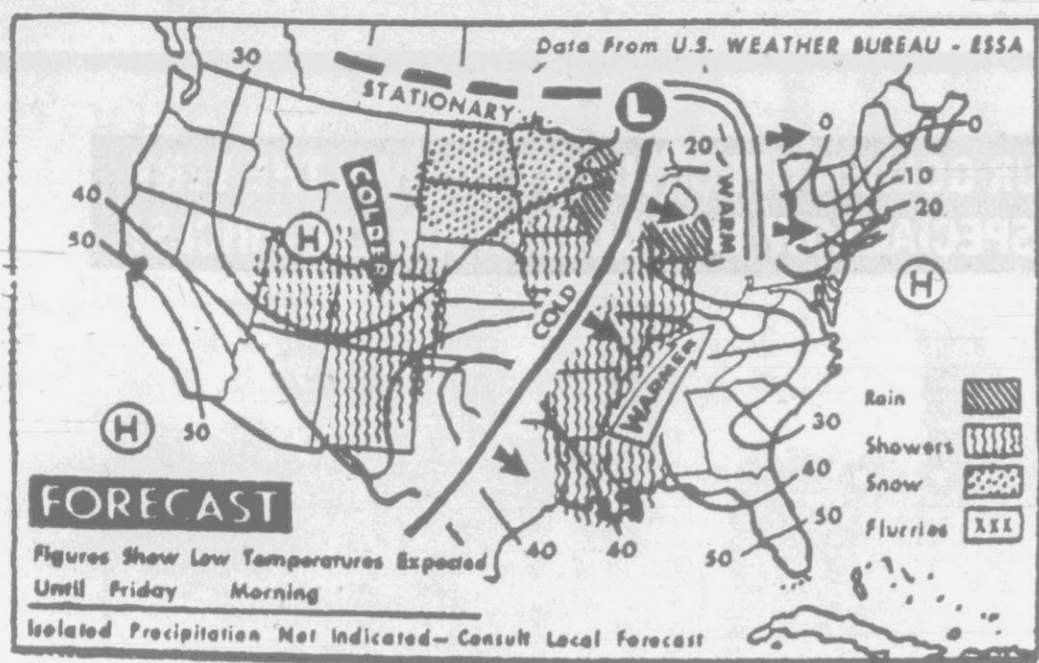 Data From U.S. WEATHER BUREAU - ESSA
30
STATIONARY
L
20
WARM
0
0
10
20
COLDER
40
50
H
H
COLD
WARMER
H
50
30
40
50
50
40
40
Rain
Showers
Snow
Flurries
FORECAST
Figures Show Low Temperatures Expected
Until Friday Morning
Isolated Precipitation Not Indicated— Consult Local Forecast